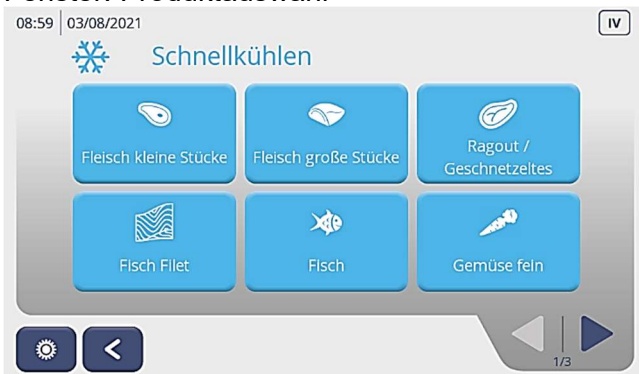 08:59 03/08/2021
IV
Schnellkühlen
Fleisch kleine Stücke
Fleisch große Stücke
Ragout /
Geschnetzeltes
Fisch Filet
Fisch
Gemüse fein
1/3